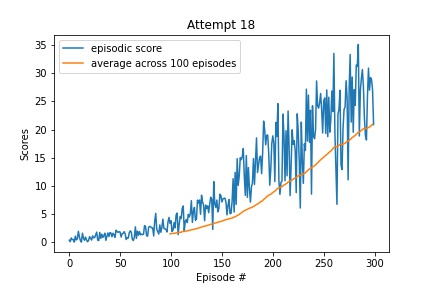 Attempt 18
episodic score
average across 100 episodes
Scores
35
30
25
20
15
10
5
0
0 50 100 150 200 250 300
Episode #